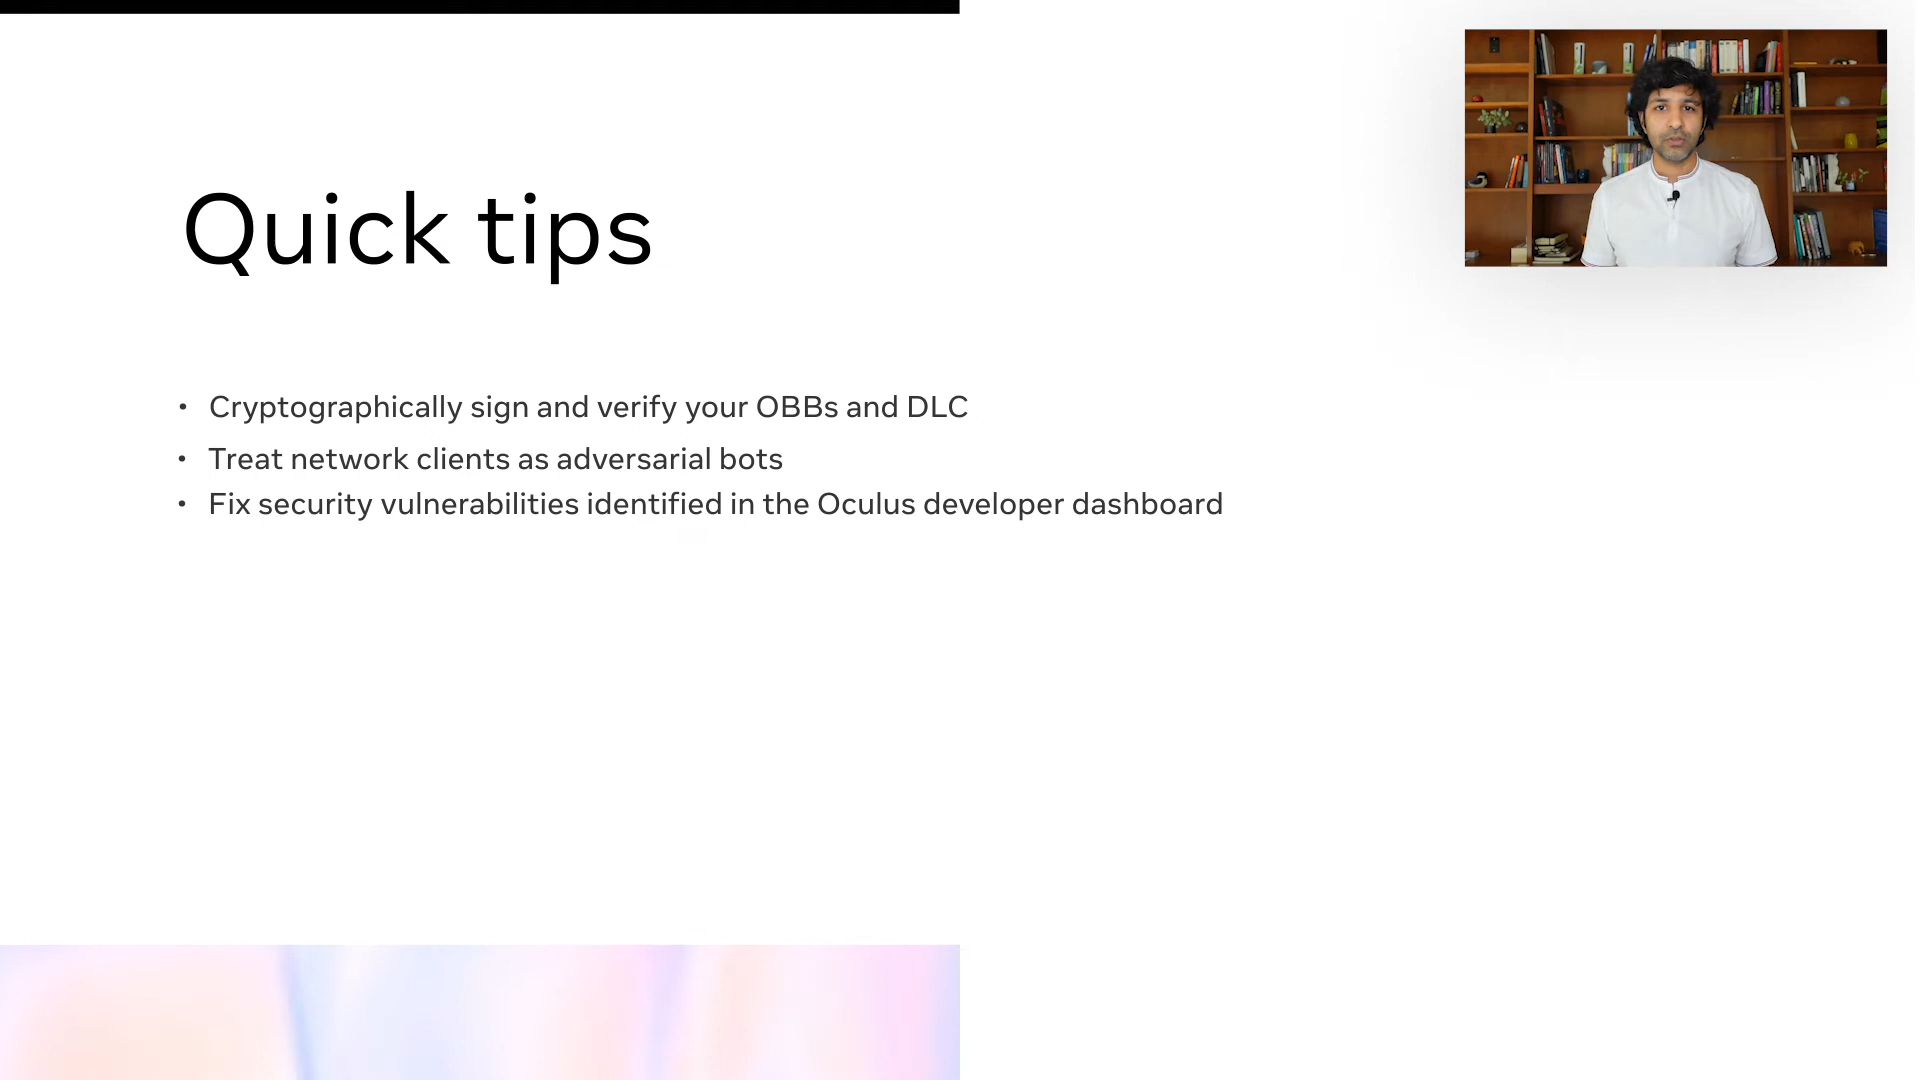 Quick tips
• Cryptographically sign and verify your OBBs and DLC
• Treat network clients as adversarial bots
• Fix security vulnerabilities identified in the Oculus developer dashboard